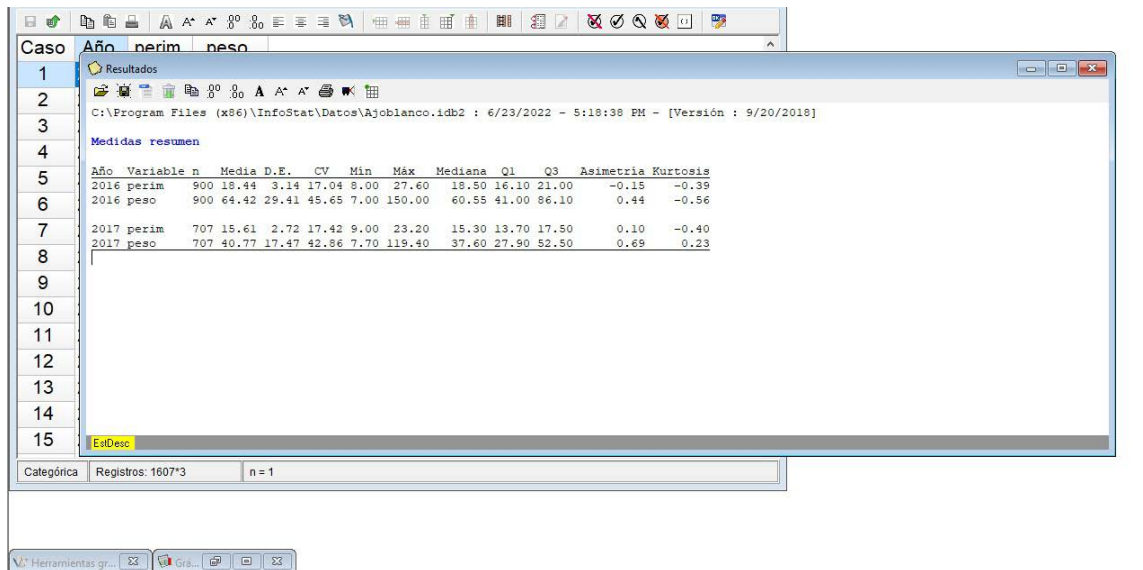 Caso Año perim peso
Resultados
C:\Program Files (x86)\InfoStat\Datos\Ajoblanco.idb2 : 6/23/2022 - 5:18:38 PM - [Versión : 9/20/2018]
Medidas resumen
Año Variable n Media D.E. CV Mín Máx Mediana Q1 Q3 Asimetría Kurtosis
2016 perim 900 18.44 3.14 17.04 8.00 27.60 18.50 16.10 21.00 -0.15 -0.39
2016 peso 900 64.42 29.41 45.65 7.00 150.00 60.55 41.00 86.10 0.44 -0.56
2017 perim 707 15.61 2.72 17.42 9.00 23.20 15.30 13.70 17.50 0.10 -0.40
2017 peso 707 40.77 17.47 42.86 7.70 119.40 37.60 27.90 52.50 0.69 0.23
1
2
3
4
5
6
7
8
9
10
11
12
13
14
15
EstDesc
Categórica Registros: 1607*3 n = 1
Herramientas gr... Grá...